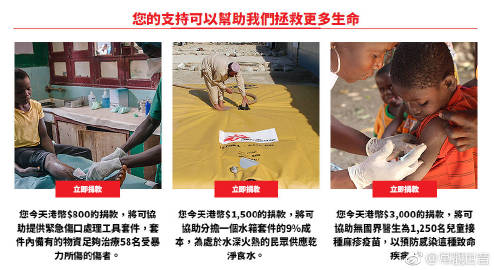 您的支持可以幫助我們拯救更多生命
立即捐款
您今天港幣$800的捐款，將可協
助提供緊急傷口處理工具套件，套
件內備有的物資足夠治療58名受暴
力所傷的傷者。
立即捐款
您今天港幣$1,500的捐款，將可
協助分擔一個水箱套件的9%成
本，為處於水深火熱的民眾供應乾
淨食水。
立即捐款
您今天港幣$3,000的捐款，將可
協助無國界醫生為1,250名兒童接
種麻疹疫苗，以預防感染這種致命
疾病